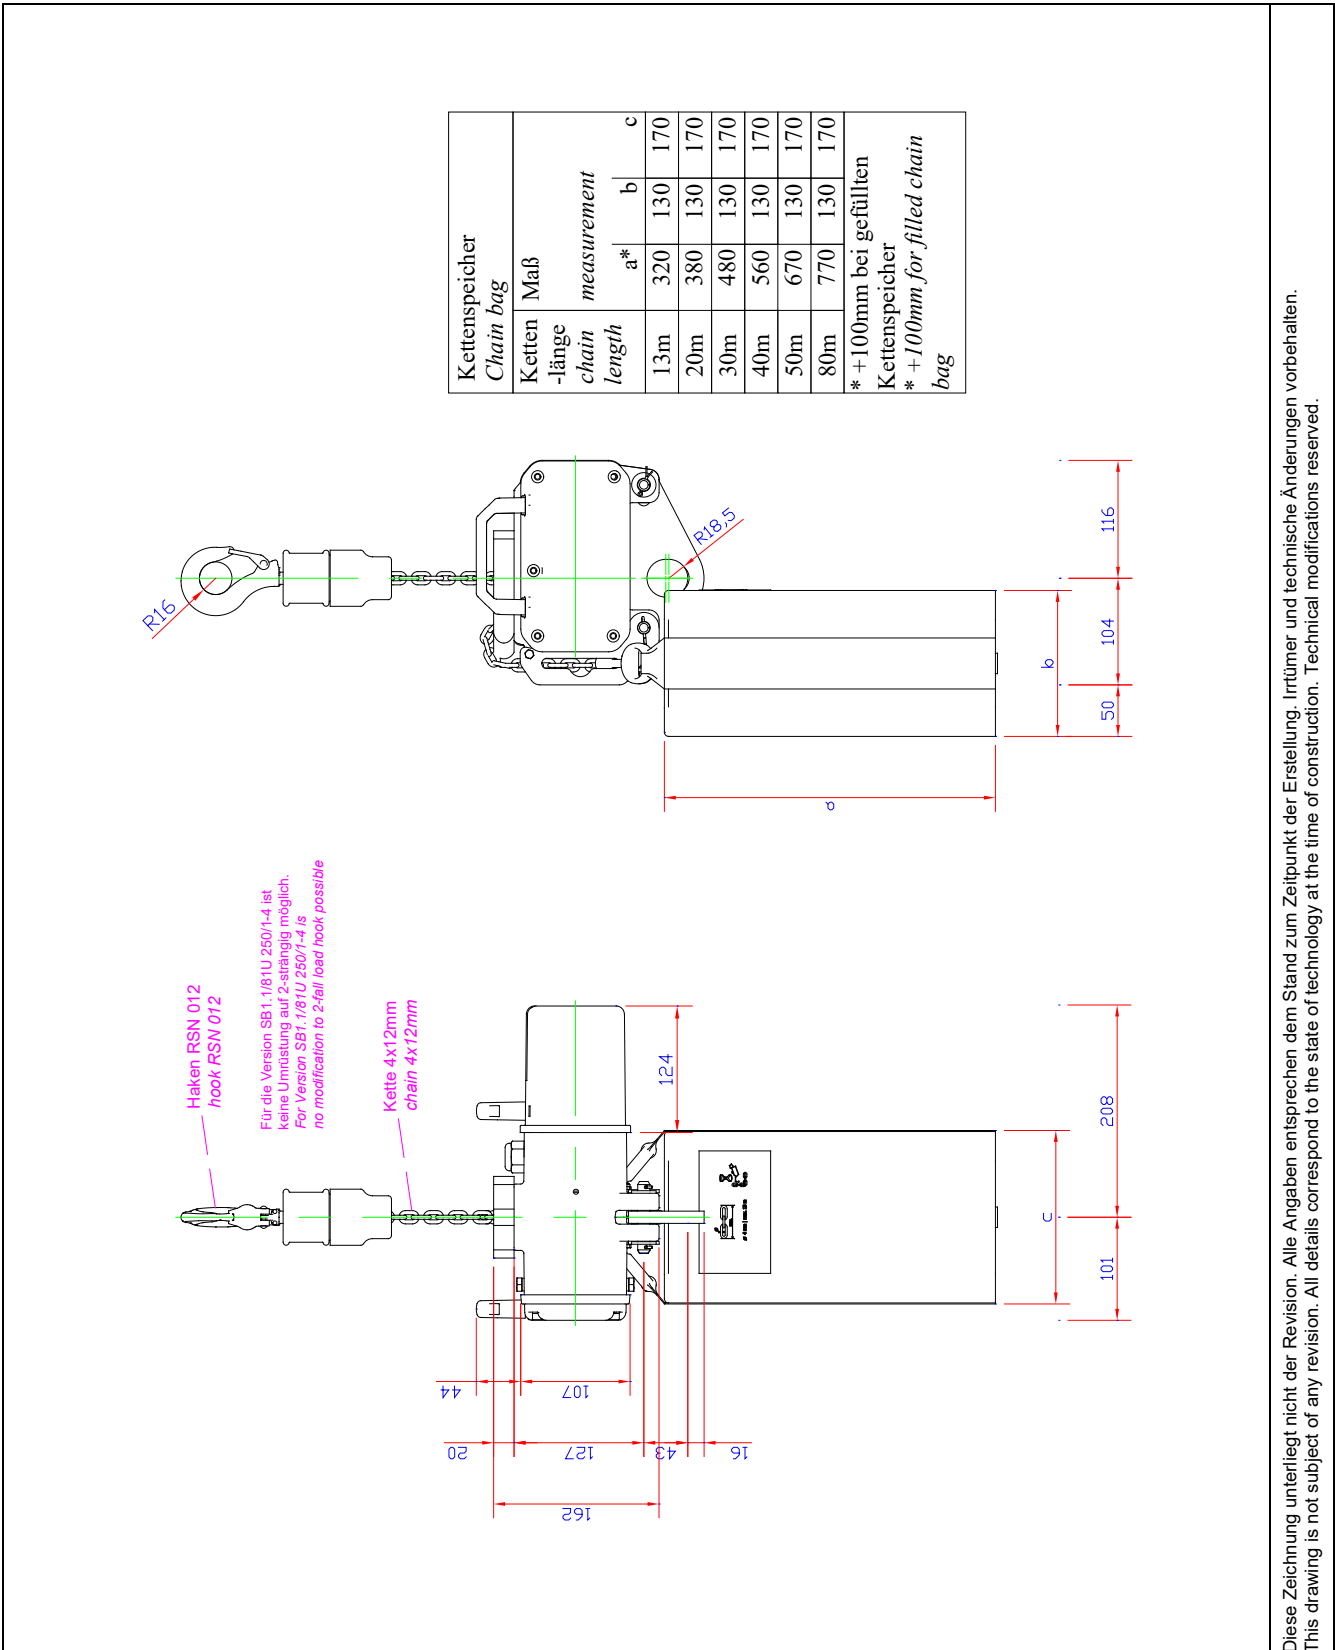 Haken RSN 012
hook RSN 012
Für die Version SB1.1/81U 250/1-4 ist
keine Umrüstung auf 2-strängig möglich.
For Version SB1.1/81U 250/1-4 is
no modification to 2-fall load hook possible
Kette 4x12mm
chain 4x12mm
124
208
101
c
44
107
20
127
43
16
162
R16
R18,5
116
104
50
b
a
Kettenspeicher
Chain bag
Ketten Maß
-länge
chain measurement
length a* b c
13m 320 130 170
20m 380 130 170
30m 480 130 170
40m 560 130 170
50m 670 130 170
80m 770 130 170
* +100mm bei gefüllten
Kettenspeicher
* +100mm for filled chain
bag
Diese Zeichnung unterliegt nicht der Revision. Alle Angaben entsprechen dem Stand zum Zeitpunkt der Erstellung. Irrtümer und technische Änderungen vorbehalten.
This drawing is not subject of any revision. All details correspond to the state of technology at the time of construction. Technical modifications reserved.